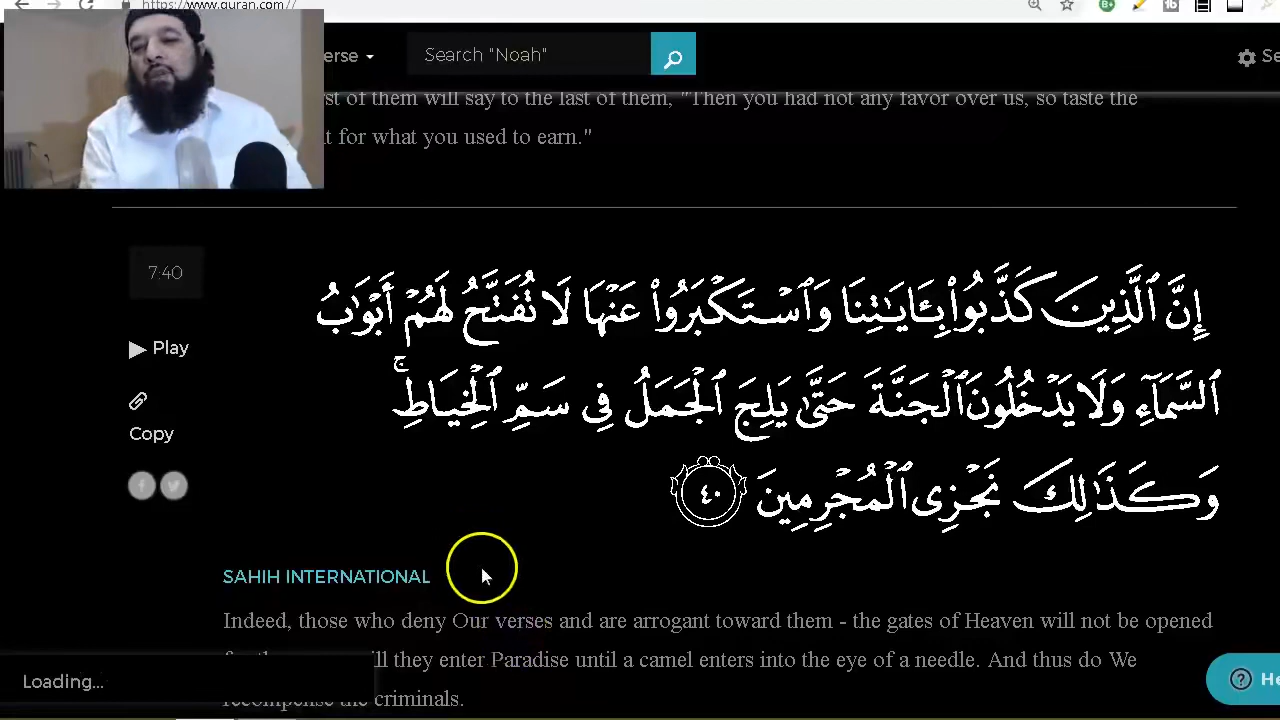 https://www.quran.com//
erse
Search "Noah"
of them will say to the last of them, "Then you had not any favor over us, so taste the
for what you used to earn."
7:40
إِنَّ ٱلَّذِينَ كَذَّبُوا۟ بِـَٔايَـٰتِنَا وَٱسْتَكْبَرُوا۟ عَنْهَا لَا تُفَتَّحُ لَهُمْ أَبْوَٰبُ
ٱلسَّمَآءِ وَلَا يَدْخُلُونَ ٱلْجَنَّةَ حَتَّىٰ يَلِجَ ٱلْجَمَلُ فِى سَمِّ ٱلْخِيَاطِ ۚ
وَكَذَٰلِكَ نَجْزِى ٱلْمُجْرِمِينَ ٤٠
Play
Copy
SAHIH INTERNATIONAL
Indeed, those who deny Our verses and are arrogant toward them - the gates of Heaven will not be opened
they enter Paradise until a camel enters into the eye of a needle. And thus do We
recompense the criminals.
Loading...
He